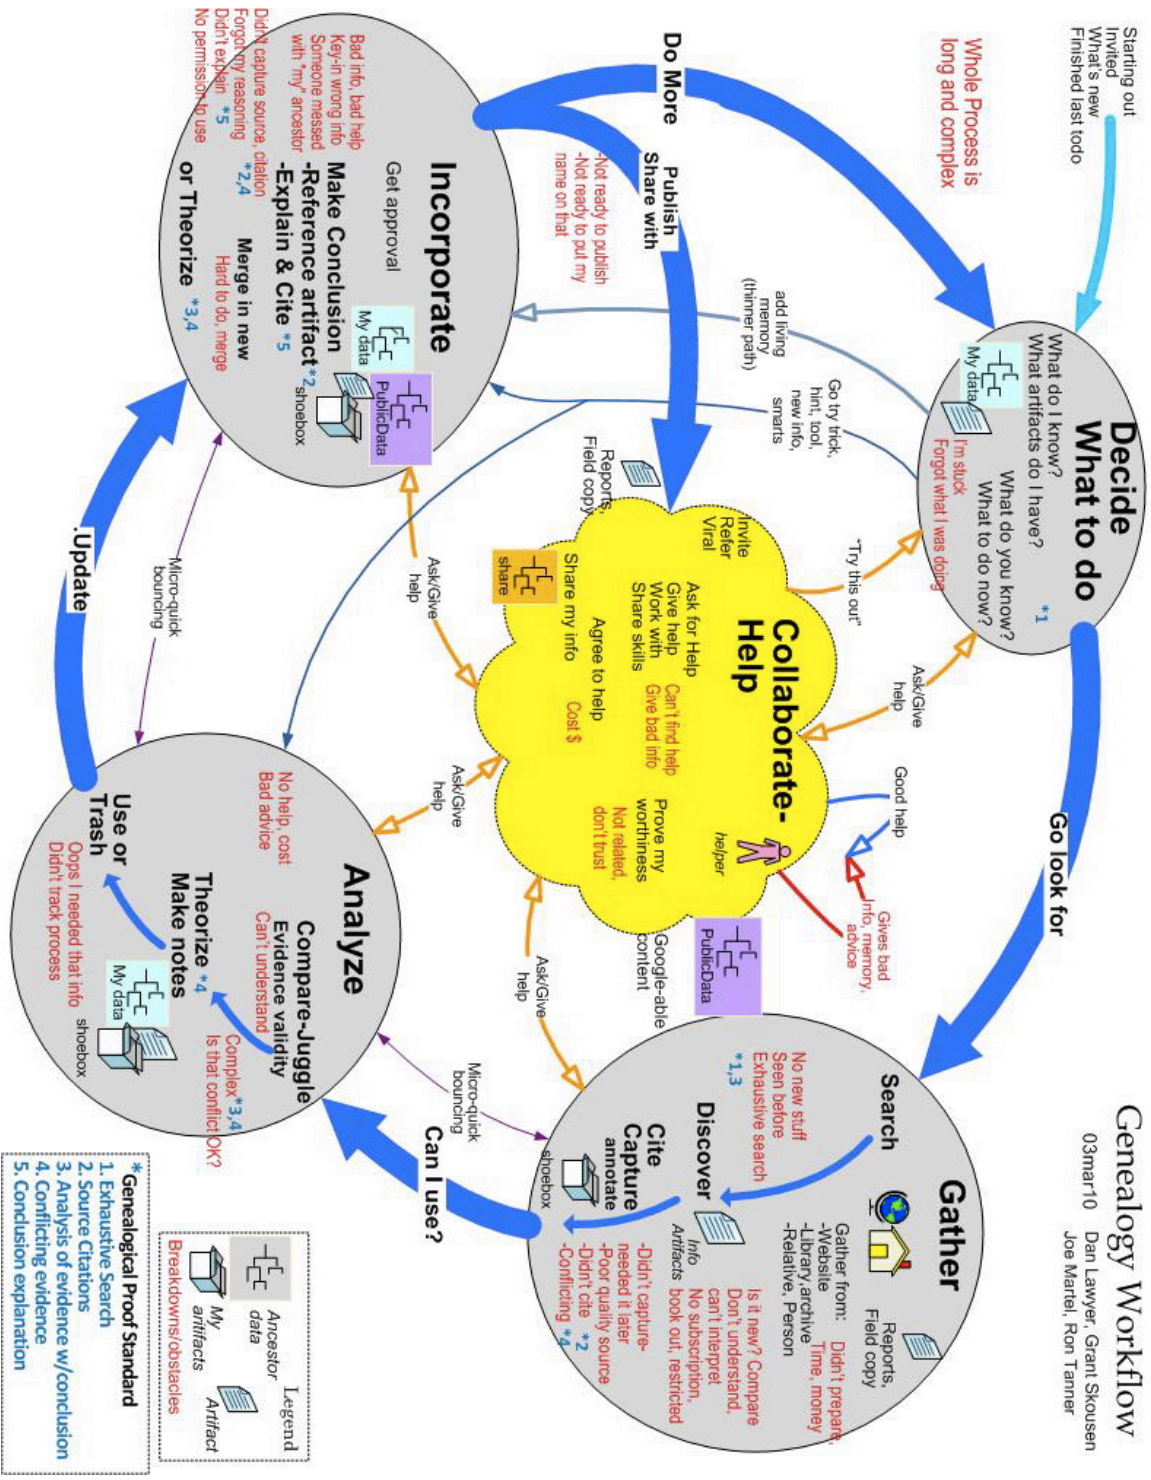 Genealogy Workflow
03mar10 Dan Lawyer, Grant Skousen
Joe Martel, Ron Tanner
Starting out
Invited
What's new
Finished last todo
Whole Process is
long and complex
Decide
What to do
What do I know?
What artifacts do I have?
What do you know?
What to do now?
*1
My data
I'm stuck
Forgot what I was doing
Go look for
Gather
Search
Reports,
Field copy
Gather from:
-Website
-Library,archive
-Relative, Person
Didn't prepare,
Time, money
No new stuff
Seen before
Exhaustive search
*1,3
Is it new? Compare
Don't understand,
can't interpret
No subscription,
book out, restricted
Discover
Info
Artifacts
Cite
Capture
annotate
shoebox
-Didn't capture-
needed it later
-Poor quality source
-Didn't cite *2
-Conflicting *4
Can I use?
Micro-quick
bouncing
Analyze
Compare-Juggle
Evidence validity
Can't understand
No help, cost
Bad advice
Complex *3,4
Is that conflict OK?
Theorize *4
Make notes
My data
shoebox
Use or
Trash
Oops I needed that info
Didn't track process
.Update
Micro-quick
bouncing
Incorporate
Get approval
Bad info, bad help
Key-in wrong info
Someone messed
with "my" ancestor
Make Conclusion
-Reference artifact *2
-Explain & Cite *5
My data
PublicData
shoebox
Didn't capture source, citation
Forgot my reasoning
Didn't explain *5
No permission to use
*2,4
Merge in new
Hard to do, merge
or Theorize *3,4
Do More
Publish
Share with
-Not ready to publish
-Not ready to put my
name on that
add living
memory
(thinner path)
Go try trick,
hint, tool,
new info,
smarts
Reports,
Field copy
"Try this out"
Ask/Give
help
Good help
Gives bad
Info, memory,
advice
Collaborate-
Help
Invite
Refer
Viral
Ask for Help
Give help
Work with
Share skills
Can't find help
Give bad info
Share my info
share
Agree to help
Cost $
Prove my
worthiness
Not related,
don't trust
helper
PublicData
Google-able
content
Ask/Give
help
Ask/Give
help
Ask/Give
help
Legend
Ancestor
data
My
aritifacts
Artifact
Breakdowns/obstacles
* Genealogical Proof Standard
1. Exhaustive Search
2. Source Citations
3. Analysis of evidence w/conclusion
4. Conflicting evidence
5. Conclusion explanation